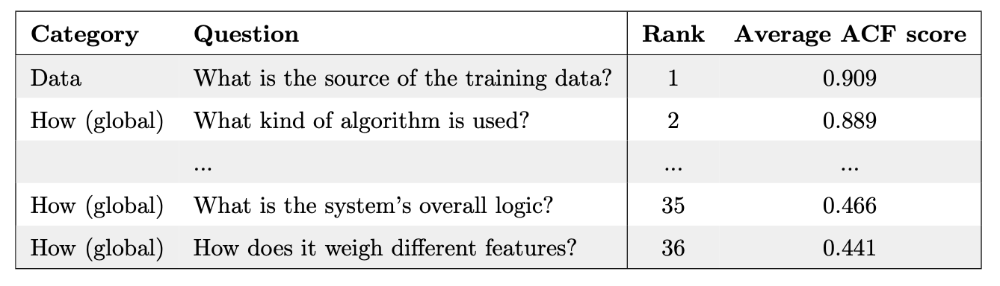 Category Question Rank Average ACF score
Data What is the source of the training data? 1 0.909
How (global) What kind of algorithm is used? 2 0.889
... ... ...
How (global) What is the system’s overall logic? 35 0.466
How (global) How does it weigh different features? 36 0.441